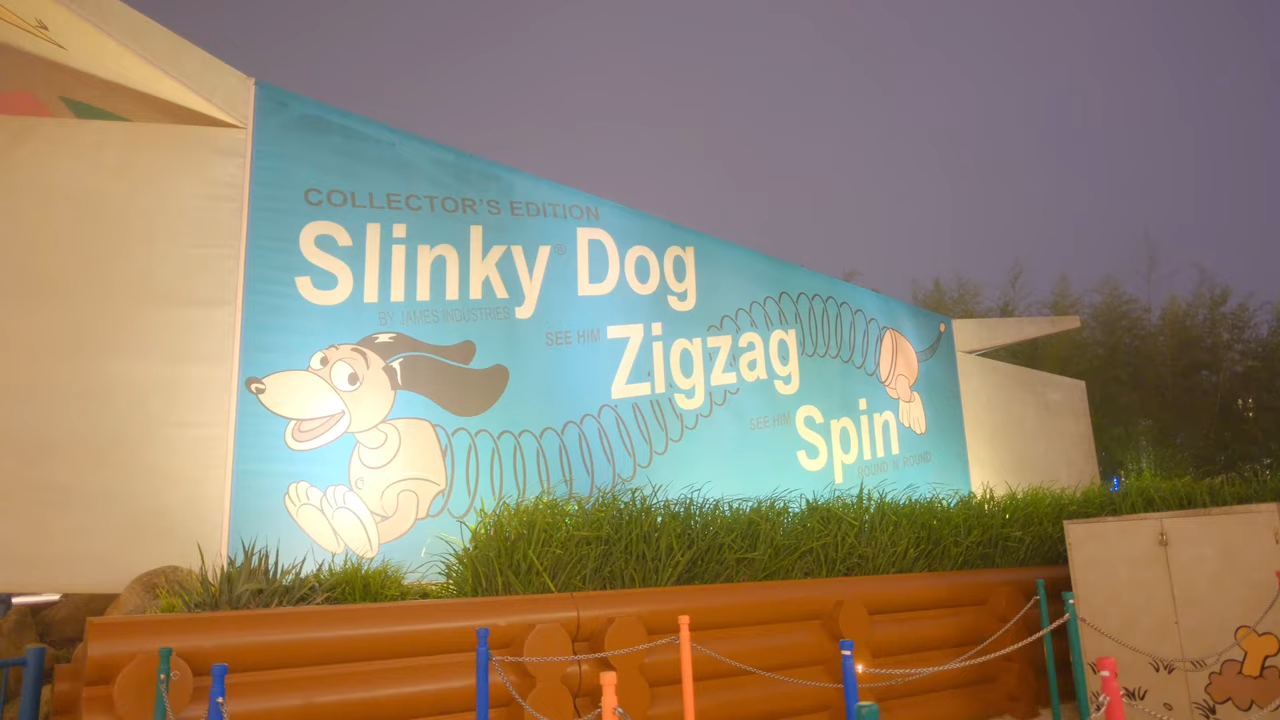 COLLECTOR'S EDITION
Slinky® Dog
BY JAMES INDUSTRIES
SEE HIM Zigzag
SEE HIM Spin
ROUND 'N' ROUND